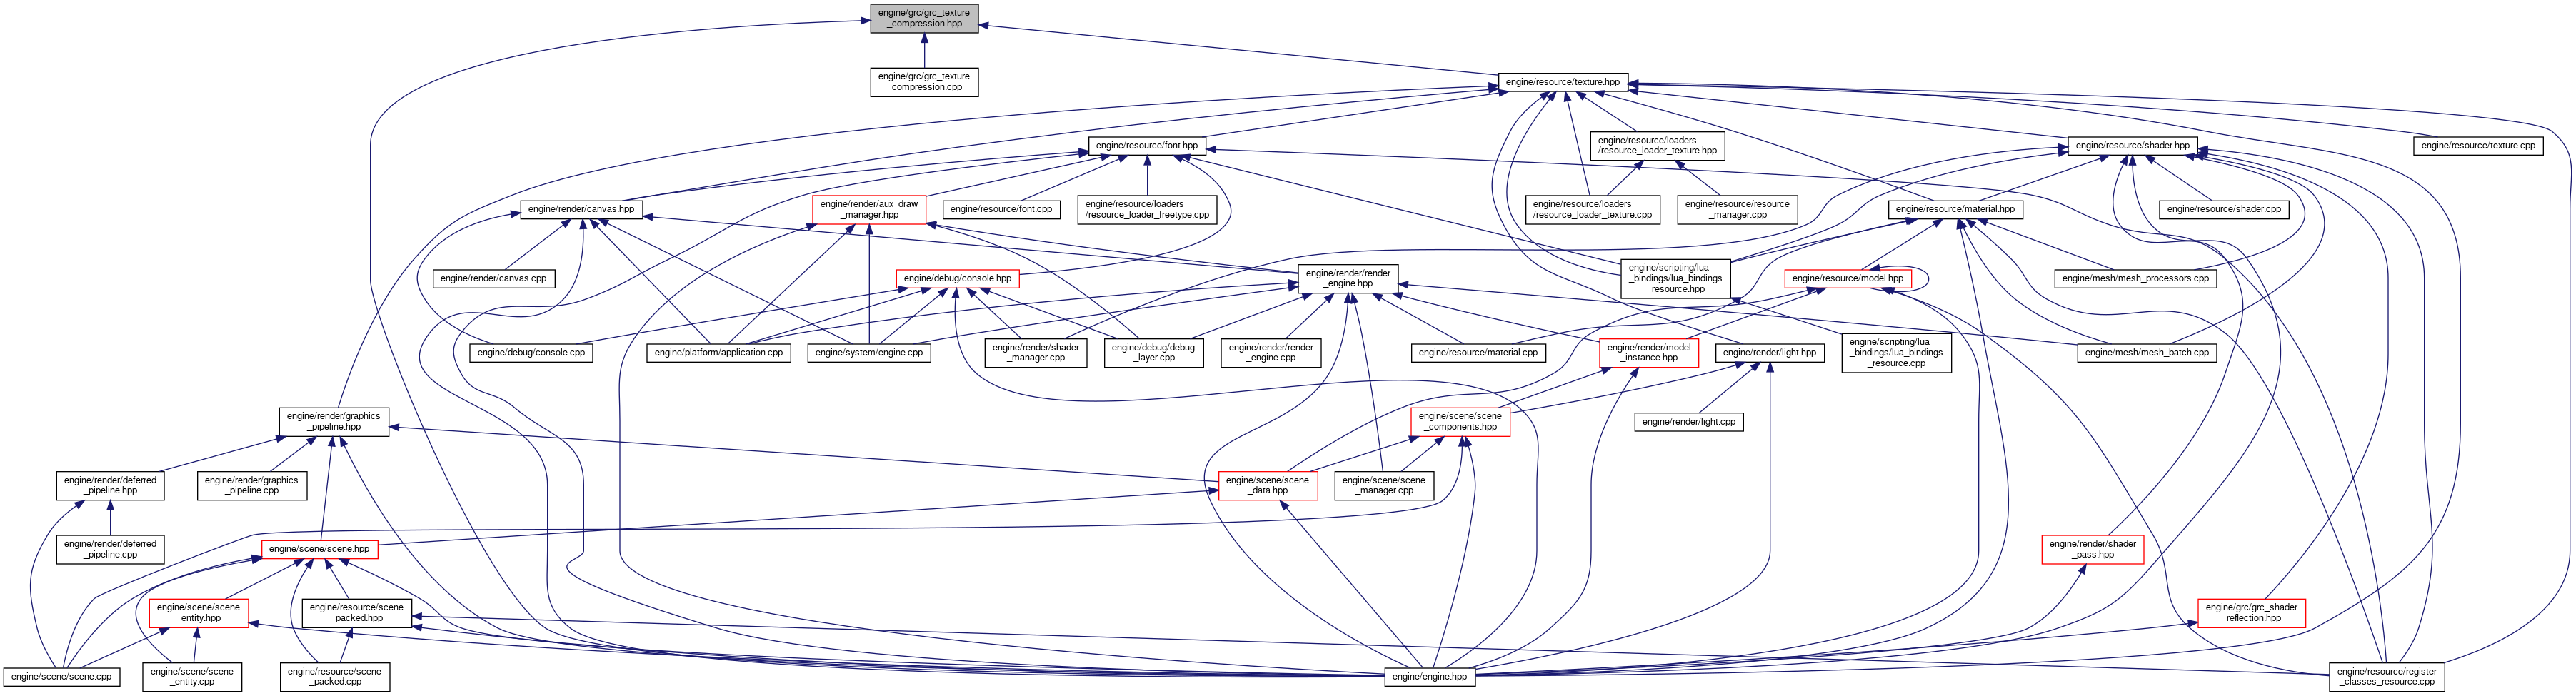 engine/grc/grc_texture
_compression.hpp
engine/grc/grc_texture
_compression.cpp
engine/resource/texture.hpp
engine/resource/font.hpp
engine/resource/loaders
/resource_loader_texture.hpp
engine/resource/shader.hpp
engine/resource/texture.cpp
engine/render/canvas.hpp
engine/render/aux_draw
_manager.hpp
engine/resource/font.cpp
engine/resource/loaders
/resource_loader_freetype.cpp
engine/resource/loaders
/resource_loader_texture.cpp
engine/resource/resource
_manager.cpp
engine/resource/material.hpp
engine/resource/shader.cpp
engine/render/canvas.cpp
engine/debug/console.hpp
engine/render/render
_engine.hpp
engine/scripting/lua
_bindings/lua_bindings
_resource.hpp
engine/resource/model.hpp
engine/mesh/mesh_processors.cpp
engine/debug/console.cpp
engine/platform/application.cpp
engine/system/engine.cpp
engine/render/shader
_manager.cpp
engine/debug/debug
_layer.cpp
engine/render/render
_engine.cpp
engine/resource/material.cpp
engine/render/model
_instance.hpp
engine/render/light.hpp
engine/scripting/lua
_bindings/lua_bindings
_resource.cpp
engine/mesh/mesh_batch.cpp
engine/render/graphics
_pipeline.hpp
engine/scene/scene
_components.hpp
engine/render/light.cpp
engine/render/deferred
_pipeline.hpp
engine/render/graphics
_pipeline.cpp
engine/scene/scene
_data.hpp
engine/scene/scene
_manager.cpp
engine/render/deferred
_pipeline.cpp
engine/scene/scene.hpp
engine/render/shader
_pass.hpp
engine/scene/scene
_entity.hpp
engine/resource/scene
_packed.hpp
engine/grc/grc_shader
_reflection.hpp
engine/scene/scene.cpp
engine/scene/scene
_entity.cpp
engine/resource/scene
_packed.cpp
engine/engine.hpp
engine/resource/register
_classes_resource.cpp